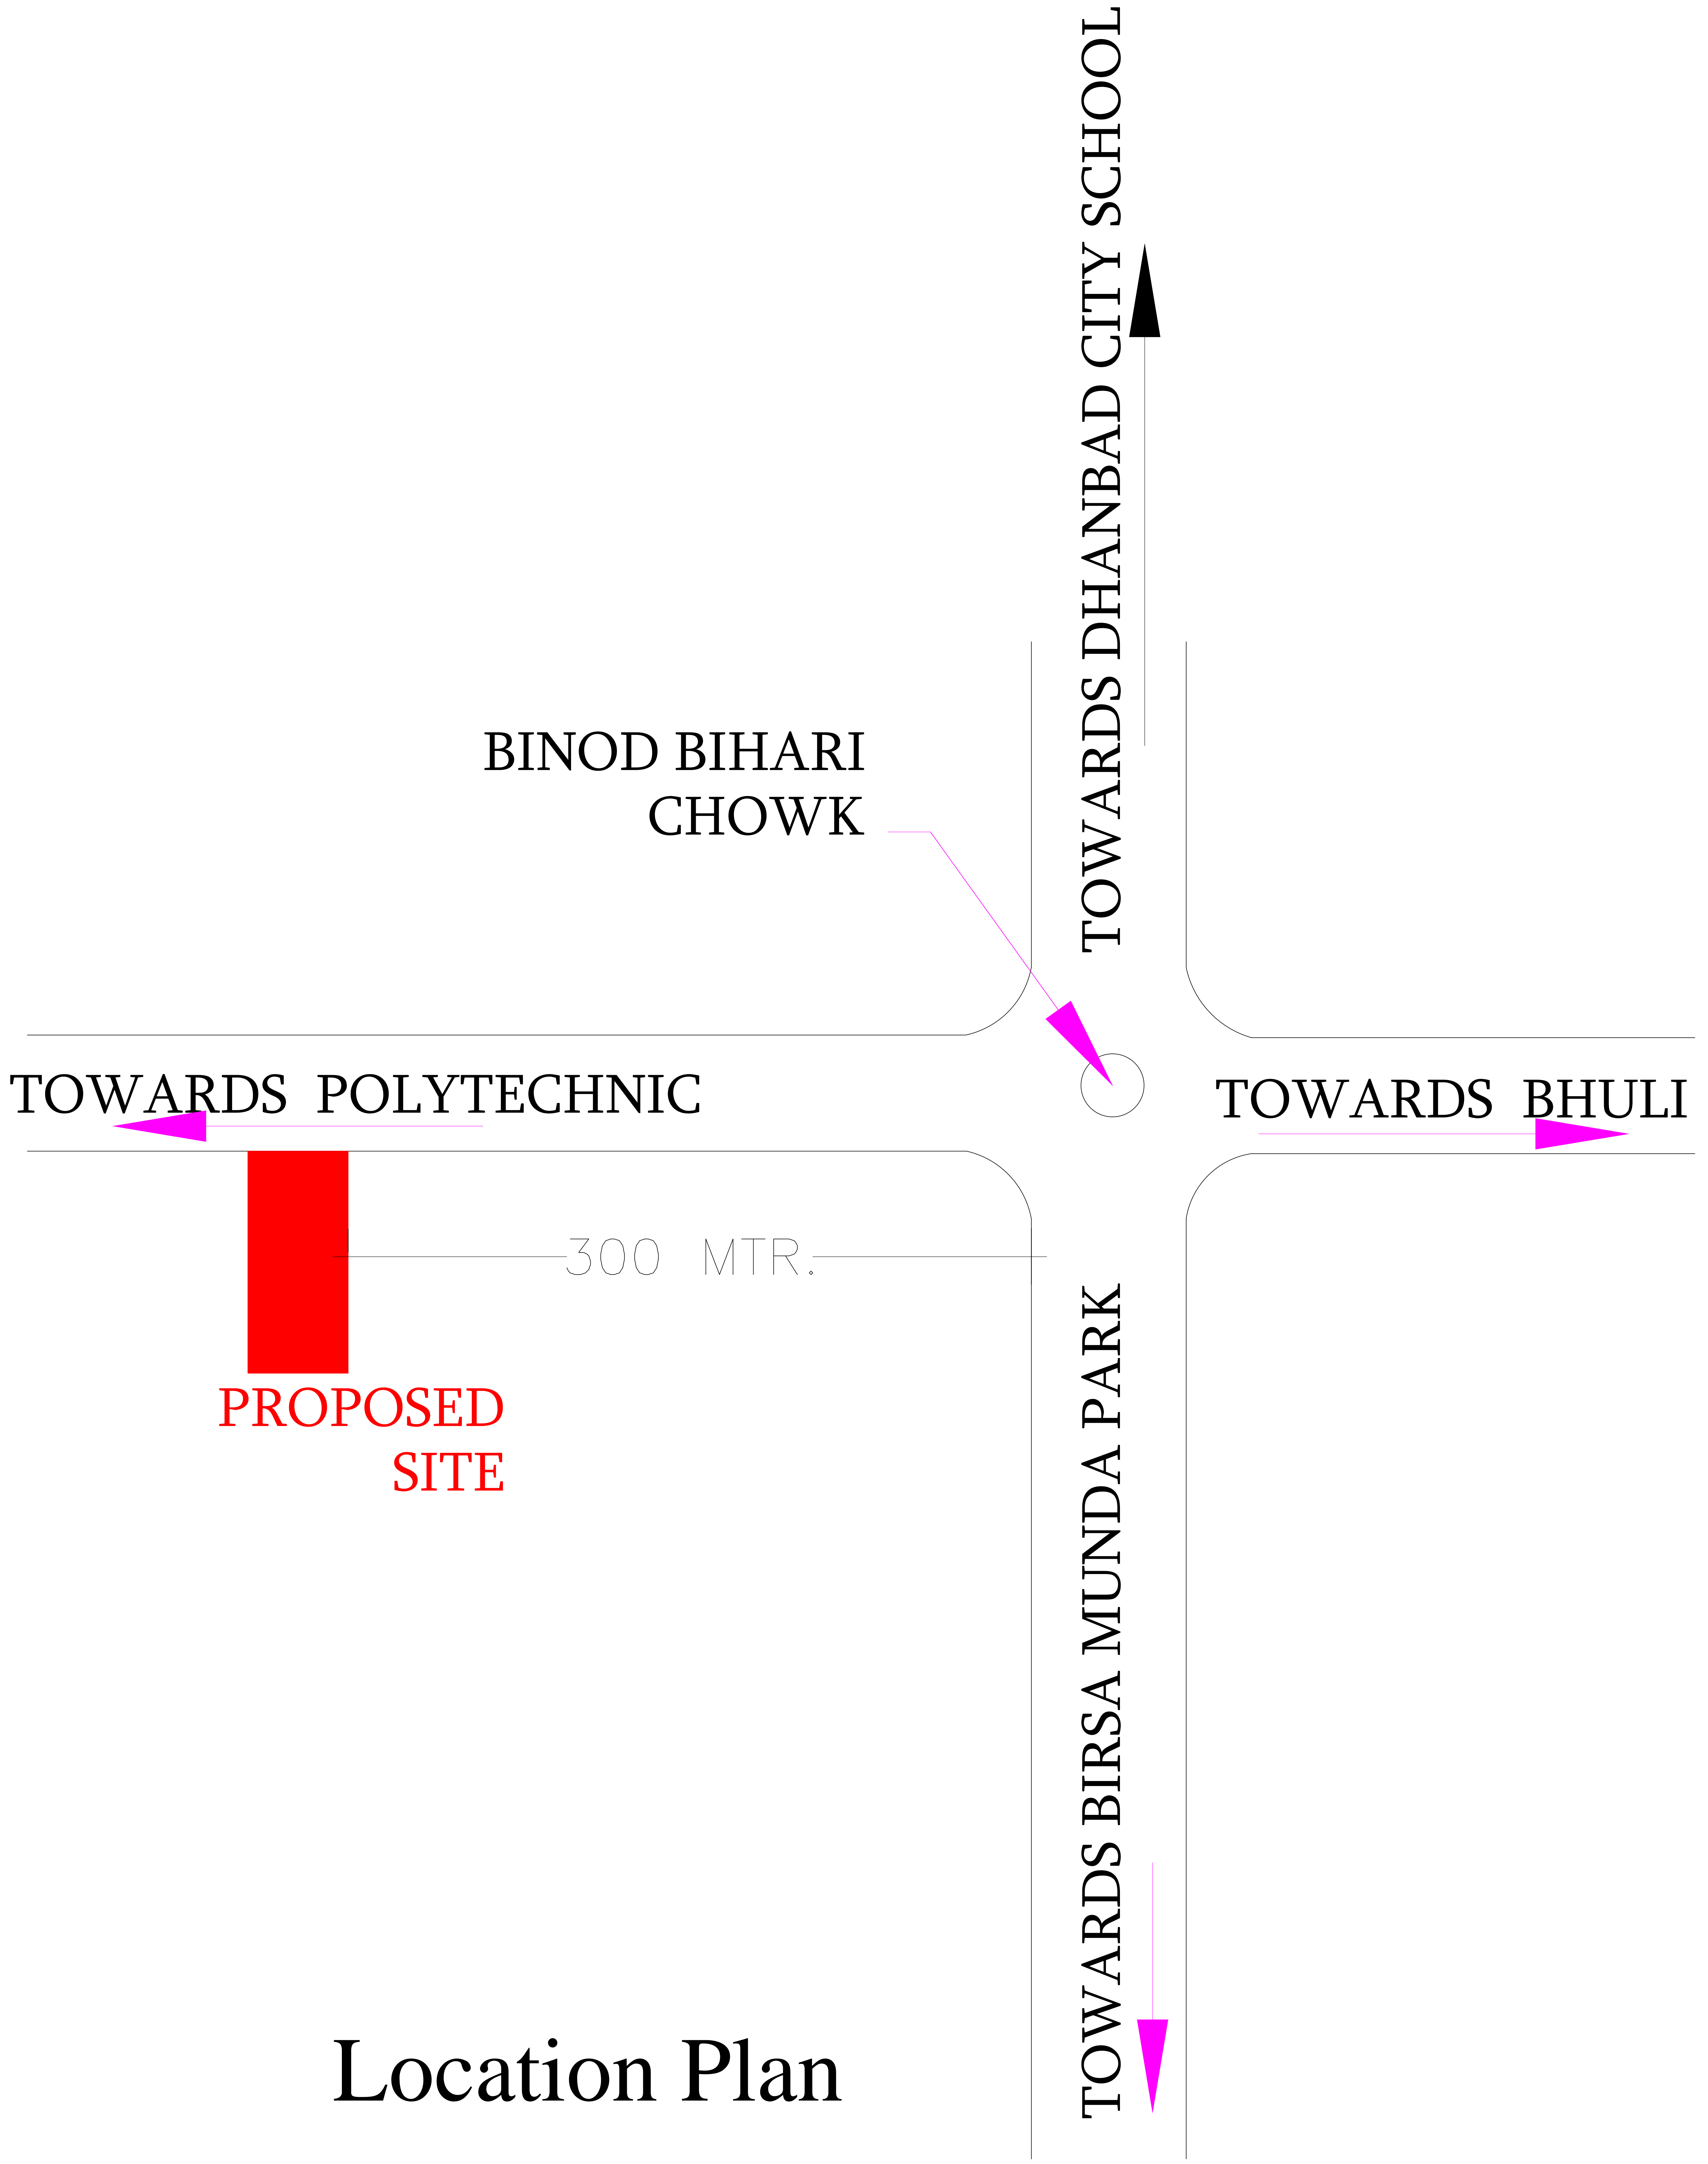 TOWARDS DHANBAD CITY SCHOOL
BINOD BIHARI
CHOWK
TOWARDS POLYTECHNIC
TOWARDS BHULI
300 MTR.
PROPOSED
SITE
TOWARDS BIRSA MUNDA PARK
Location Plan